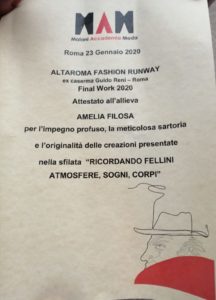 MAM
Maiani Accademia Moda
Roma 23 Gennaio 2020
ALTAROMA FASHION RUNWAY
ex caserma Guido Reni – Roma
Final Work 2020
Attestato all'allieva
AMELIA FILOSA
per l'impegno profuso, la meticolosa sartoria
e l'originalità delle creazioni presentate
nella sfilata "RICORDANDO FELLINI
ATMOSFERE, SOGNI, CORPI"